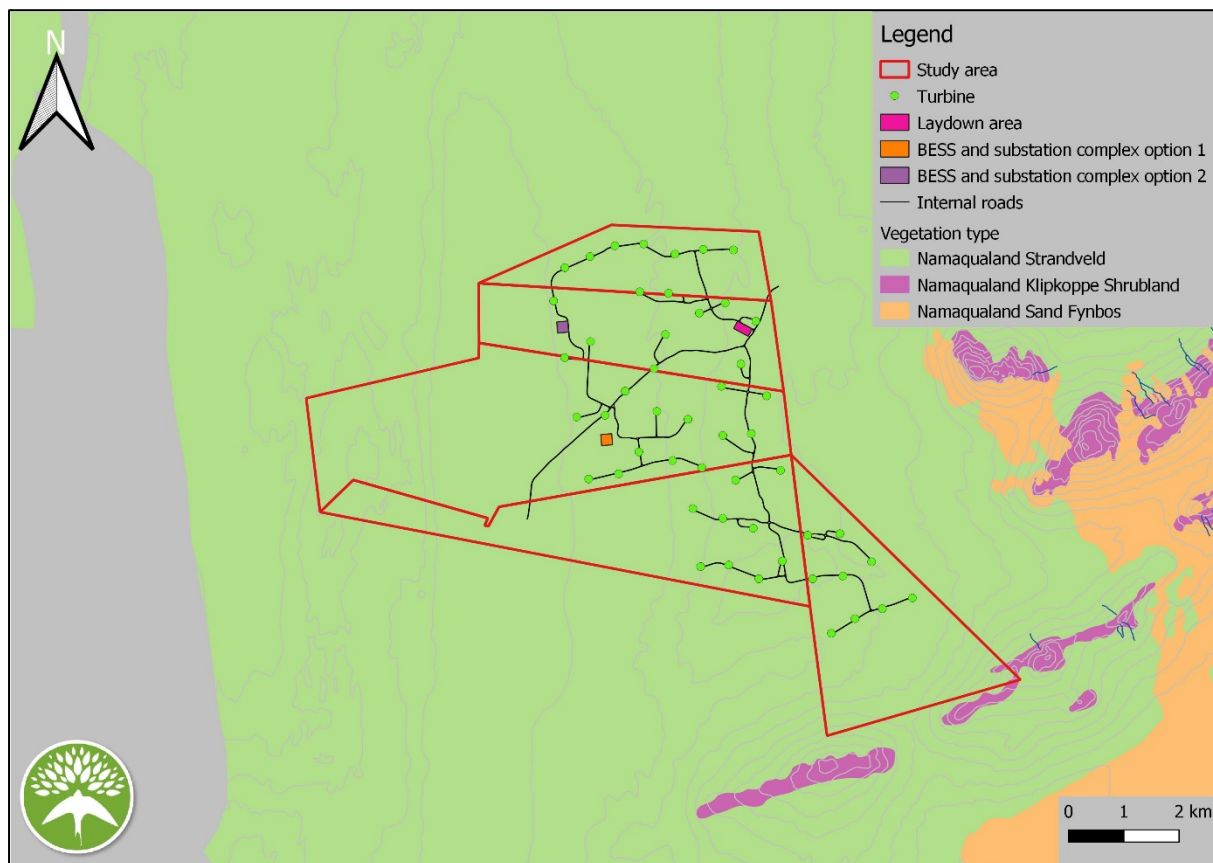 N
Legend
Study area
Turbine
Laydown area
BESS and substation complex option 1
BESS and substation complex option 2
Internal roads
Vegetation type
Namaqualand Strandveld
Namaqualand Klipkoppe Shrubland
Namaqualand Sand Fynbos
0 1 2 km